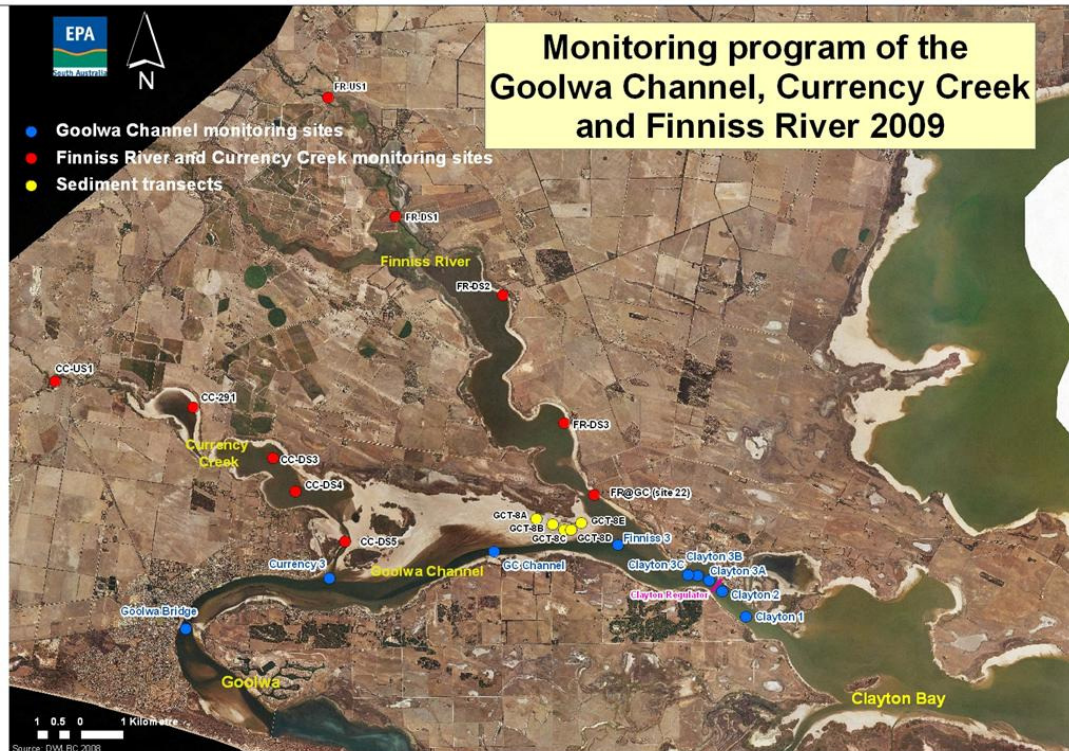 EPA
South Australia
N
Monitoring program of the
Goolwa Channel, Currency Creek
and Finniss River 2009
Goolwa Channel monitoring sites
Finniss River and Currency Creek monitoring sites
Sediment transects
FR-US1
FR-DS1
Finniss River
FR-DS2
CC-US1
CC-291
FR-DS3
Currency
Creek
CC-DS3
CC-DS4
FR@GC (site 22)
GCT-8A
GCT-8B
GCT-8C
GCT-8D
GCT-8E
CC-DS5
Finniss 3
GC Channel
Goolwa Channel
Currency 3
Clayton 3B
Clayton 3C
Clayton 3A
Clayton Regulator
Clayton 2
Clayton 1
Goolwa Bridge
Goolwa
Clayton Bay
1 0.5 0 1 Kilometre
Source: DWLBC 2008